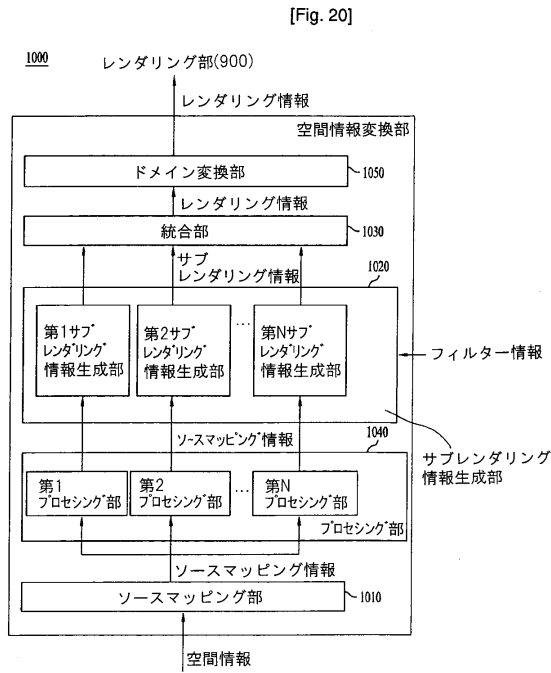 [Fig. 20]
1000
レンダリング部(900)
レンダリング情報
空間情報変換部
ドメイン変換部
1050
レンダリング情報
統合部
1030
サブ
レンダリング情報
1020
第1サブ
レンダリング
情報生成部
第2サブ
レンダリング
情報生成部
...
第Nサブ
レンダリング
情報生成部
フィルター情報
ソースマッピング情報
1040
サブレンダリング
情報生成部
第1
プロセシング部
第2
プロセシング部
...
第N
プロセシング部
プロセシング部
ソースマッピング情報
ソースマッピング部
1010
空間情報